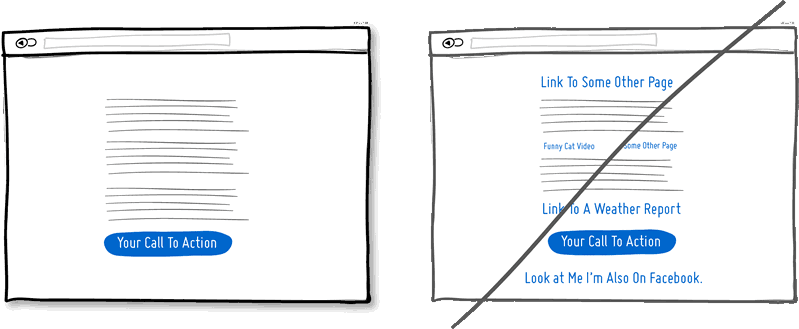 Your Call To Action
Link To Some Other Page
Funny Cat Video
Some Other Page
Link To A Weather Report
Your Call To Action
Look at Me I'm Also On Facebook.